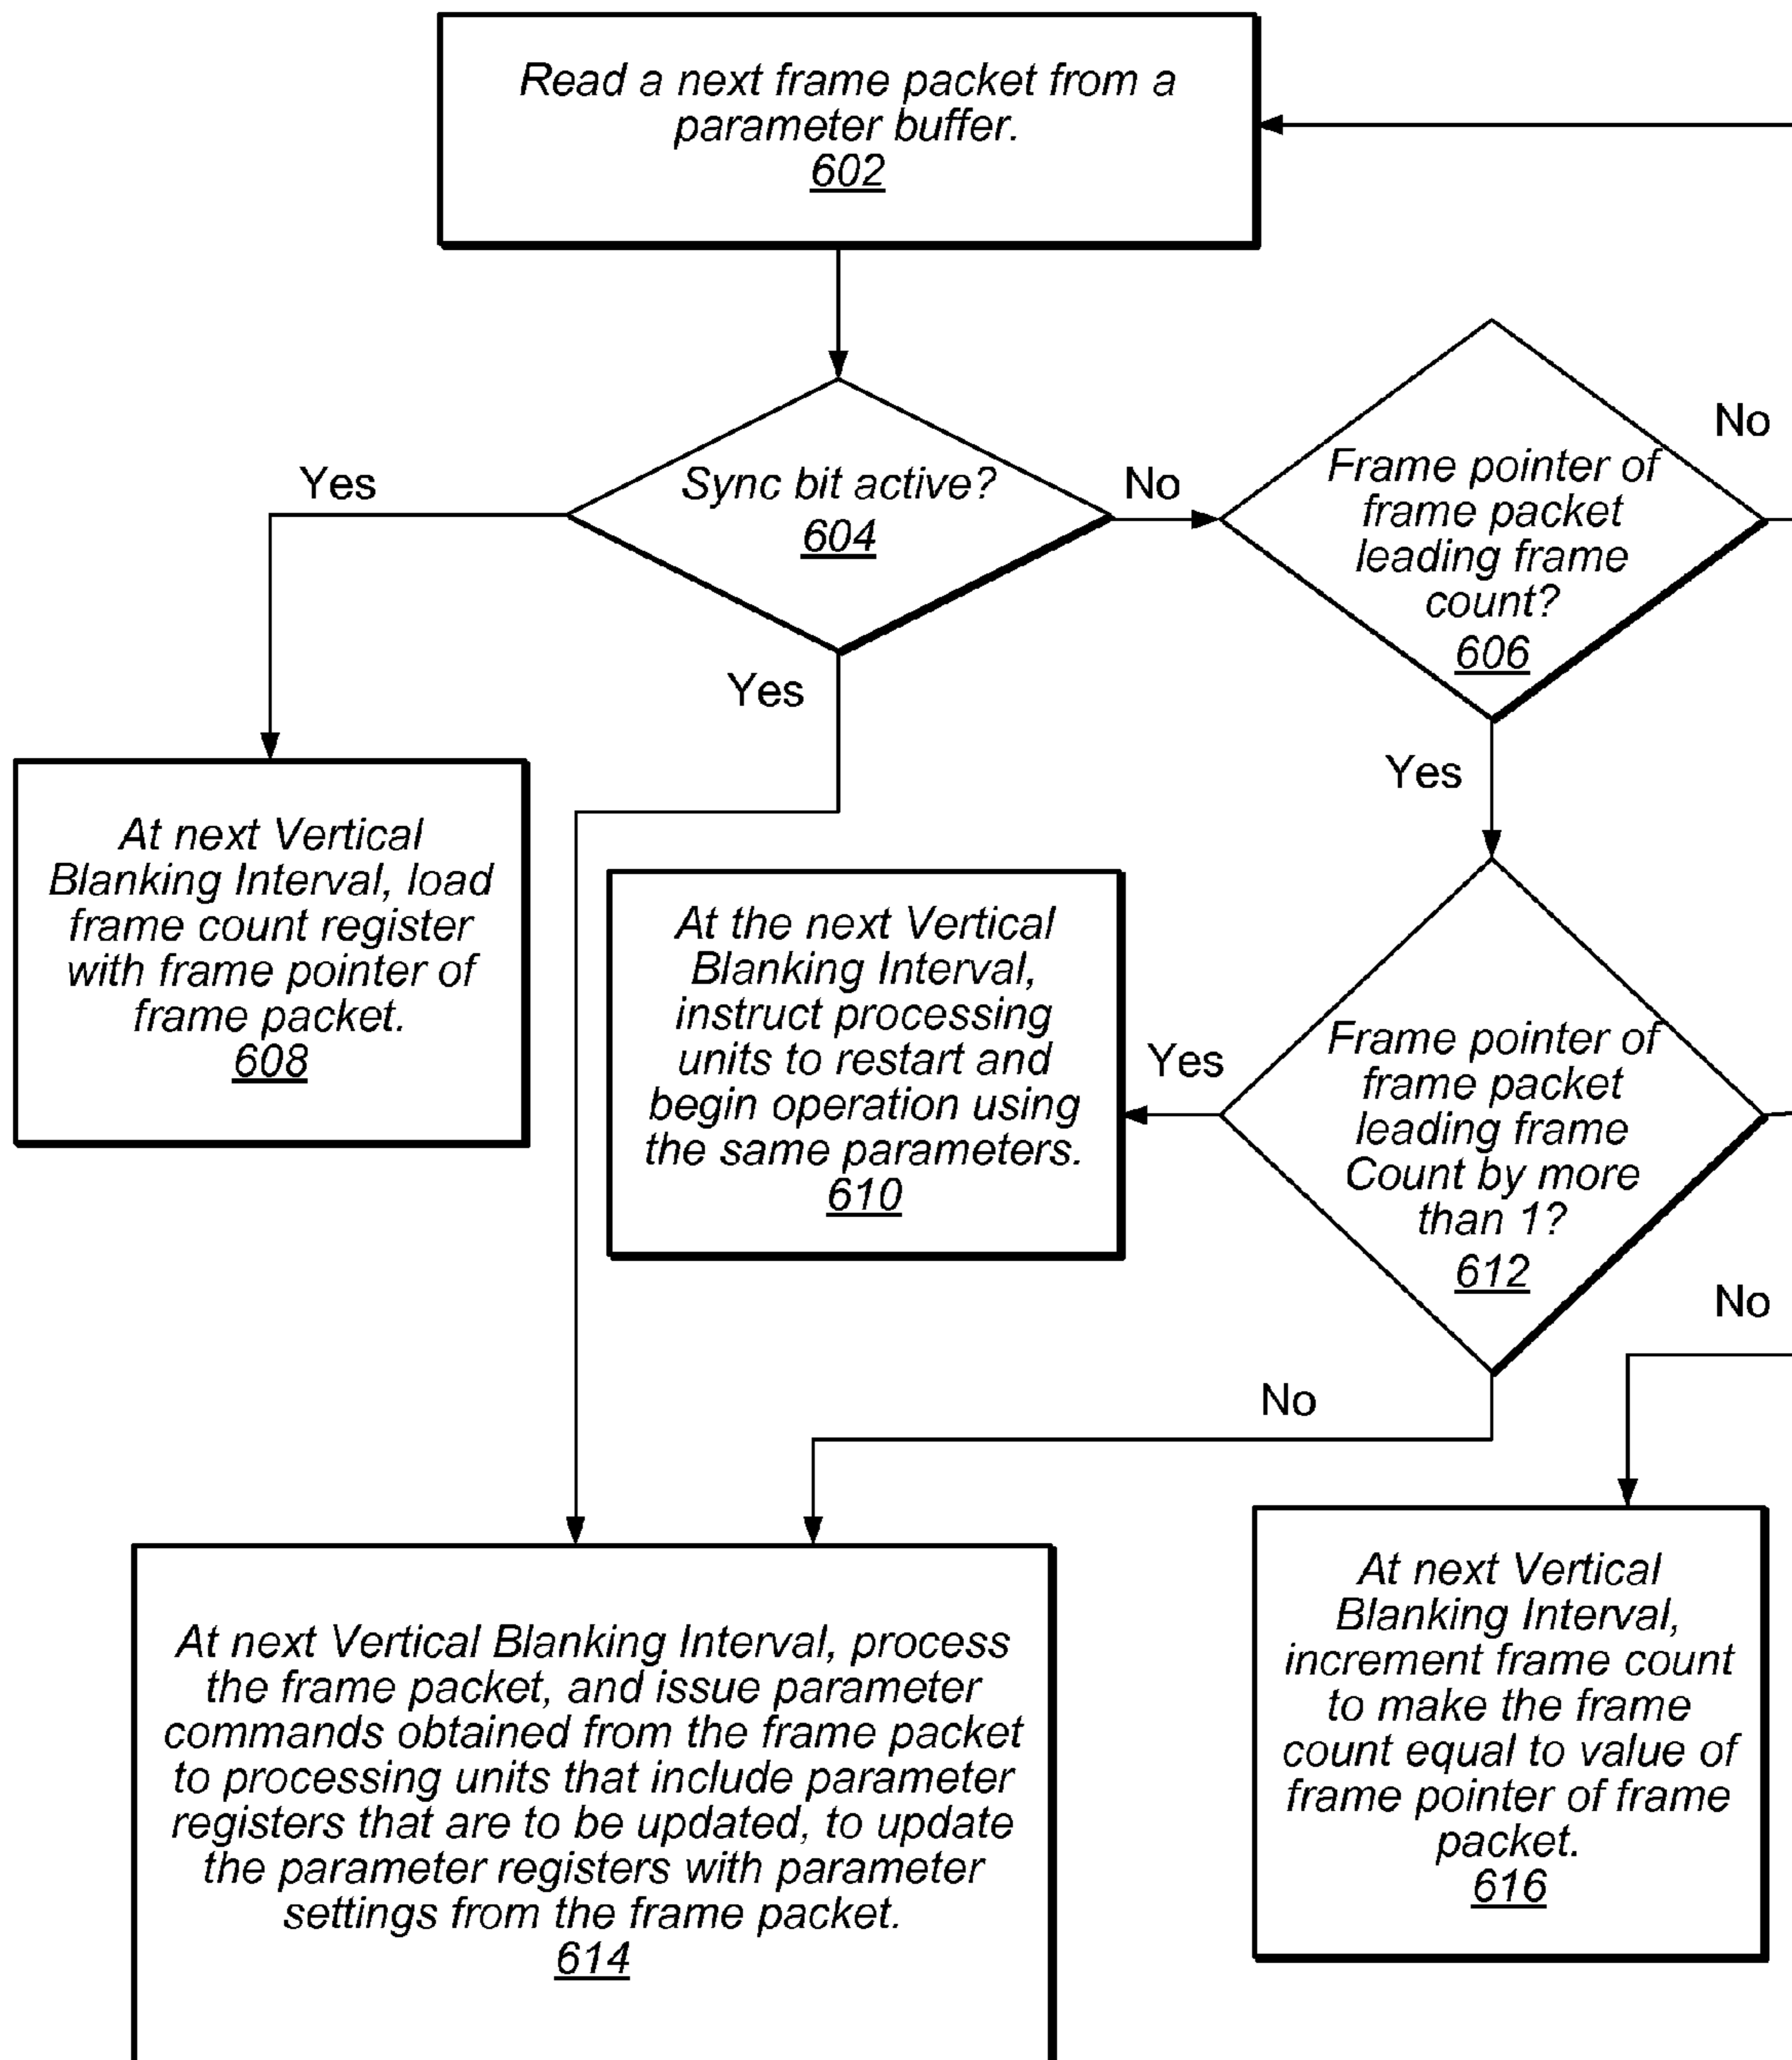 Read a next frame packet from a
parameter buffer.
602
Yes
Sync bit active?
604
No
Yes
Frame pointer of
frame packet
leading frame
count?
606
No
Yes
At next Vertical
Blanking Interval, load
frame count register
with frame pointer of
frame packet.
608
At the next Vertical
Blanking Interval,
instruct processing
units to restart and
begin operation using
the same parameters.
610
Yes
Frame pointer of
frame packet
leading frame
Count by more
than 1?
612
No
No
At next Vertical Blanking Interval, process
the frame packet, and issue parameter
commands obtained from the frame packet
to processing units that include parameter
registers that are to be updated, to update
the parameter registers with parameter
settings from the frame packet.
614
At next Vertical
Blanking Interval,
increment frame count
to make the frame
count equal to value of
frame pointer of frame
packet.
616